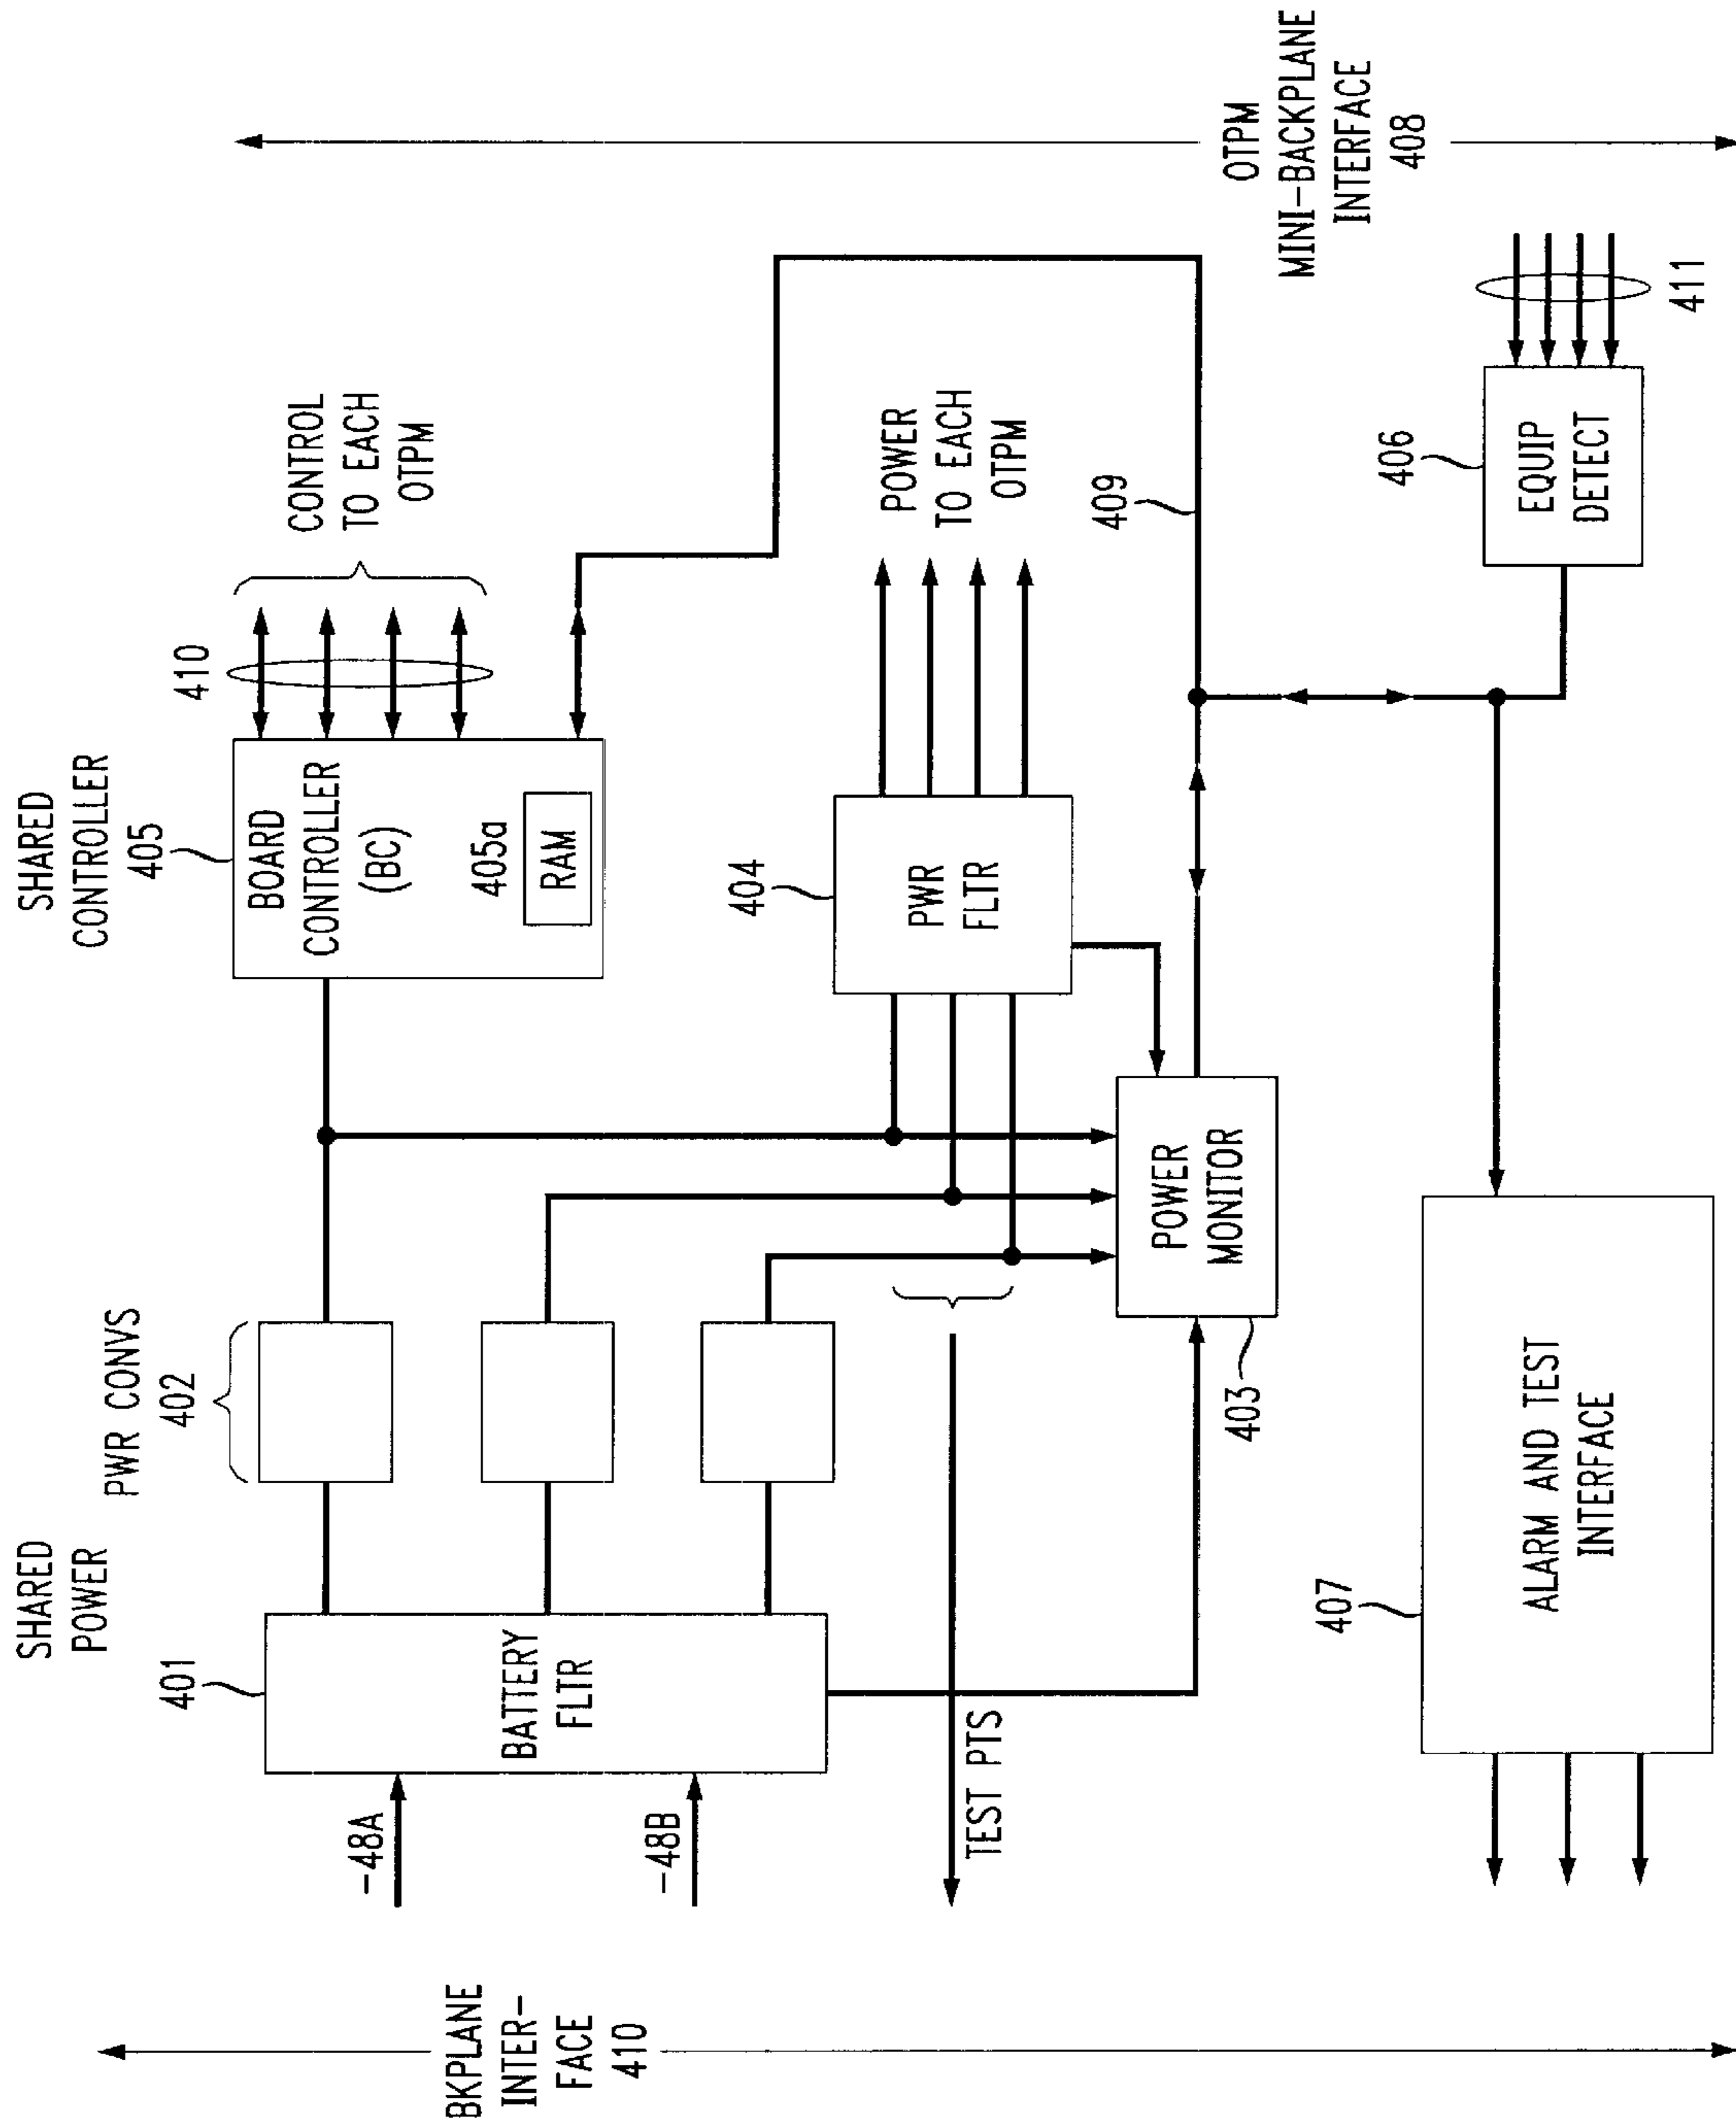 SHARED
POWER
SHARED
CONTROLLER
401
PWR CONVS
402
405
BOARD
CONTROLLER
(BC)
405a
RAM
410
CONTROL
TO EACH
OTPM
-48A
-48B
BATTERY
FLTR
404
PWR
FLTR
POWER
TO EACH
OTPM
TEST PTS
POWER
MONITOR
403
409
BKPLANE
INTER-
FACE
410
OTPM
MINI-BACKPLANE
INTERFACE
408
407
ALARM AND TEST
INTERFACE
406
EQUIP
DETECT
411